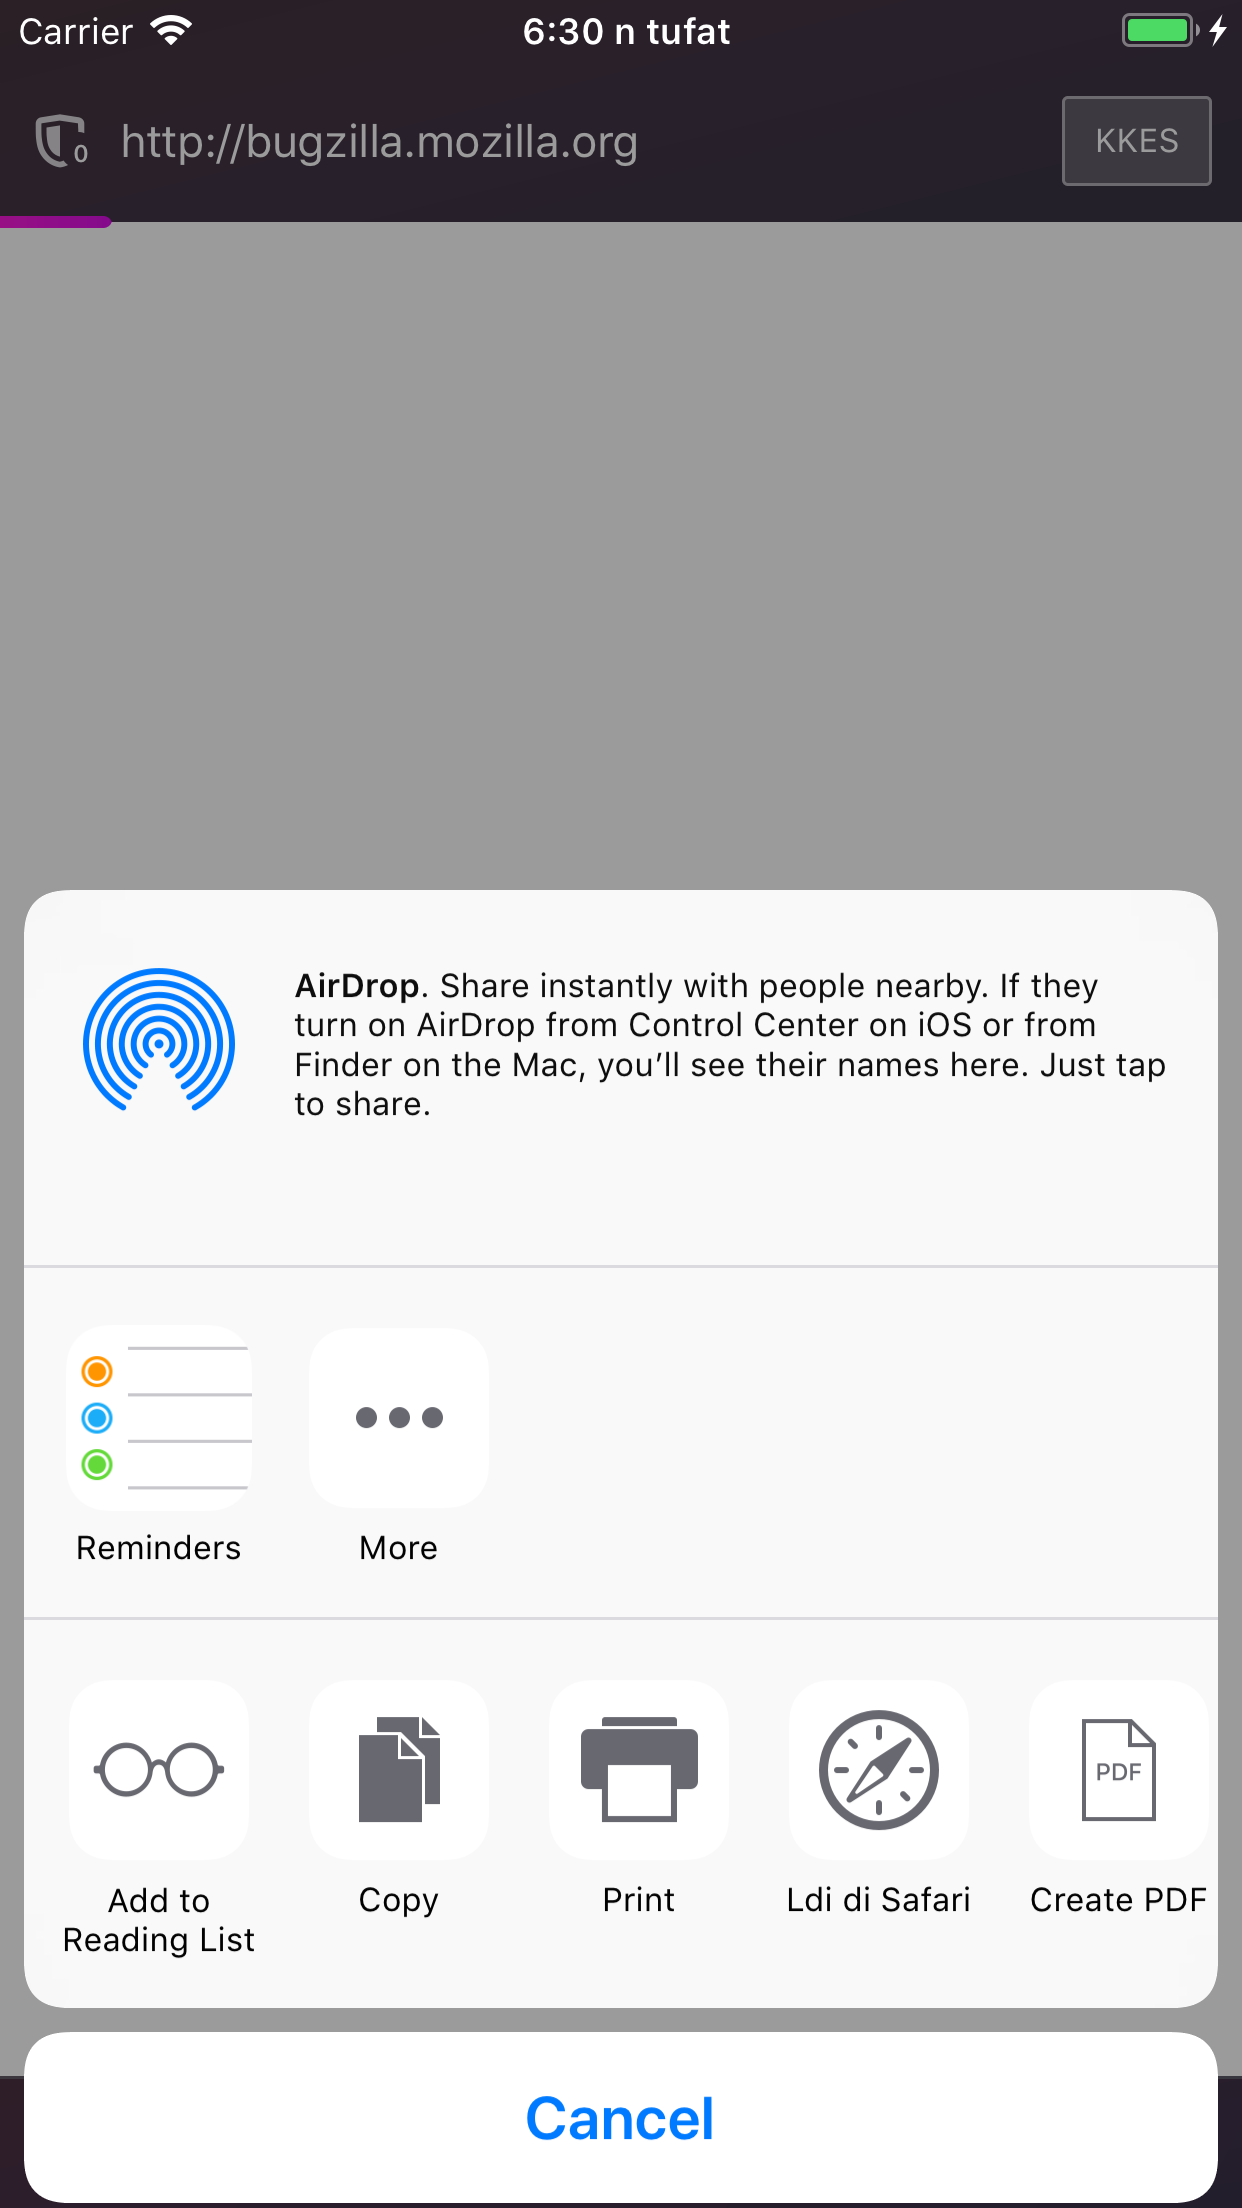 Carrier 6:30 n tufat
0 http://bugzilla.mozilla.org KKES
AirDrop. Share instantly with people nearby. If they
turn on AirDrop from Control Center on iOS or from
Finder on the Mac, you’ll see their names here. Just tap
to share.
Reminders More
PDF
Add to Copy Print Ldi di Safari Create PDF
Reading List
Cancel